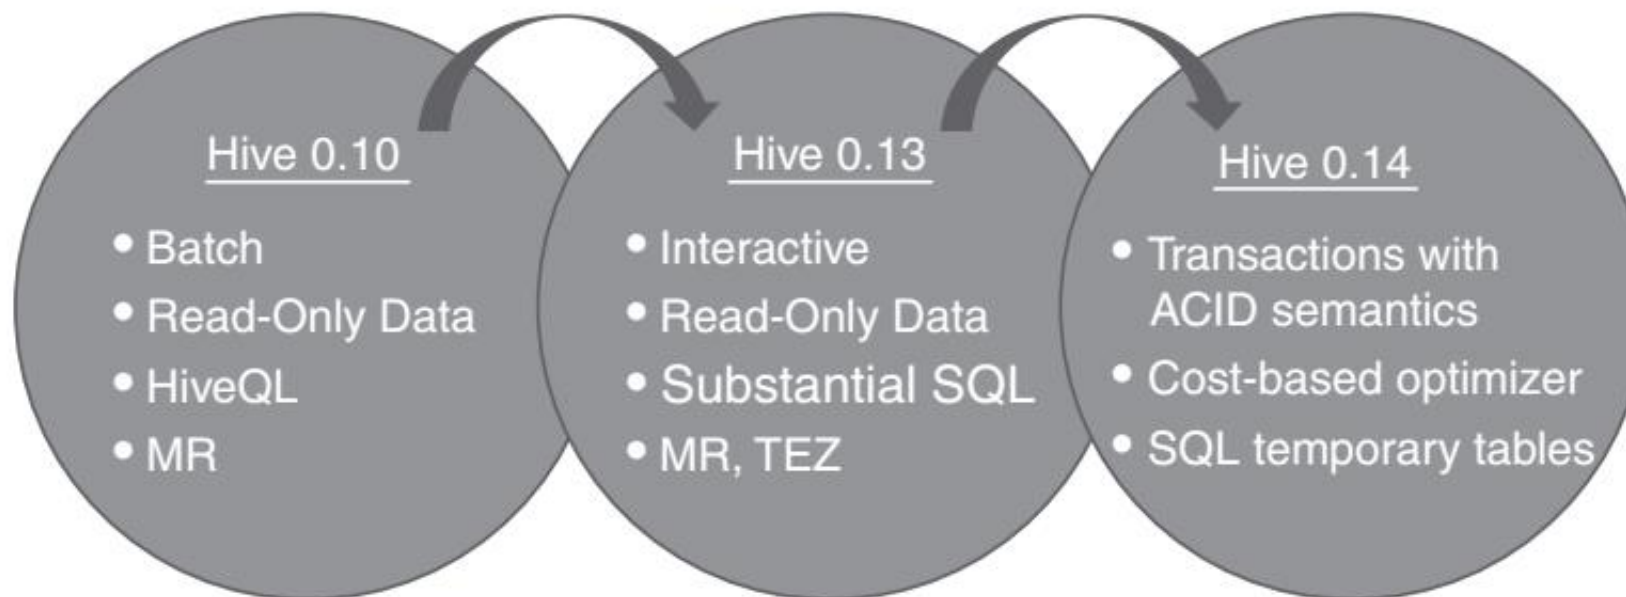 Hive 0.10
• Batch
• Read-Only Data
• HiveQL
• MR
Hive 0.13
• Interactive
• Read-Only Data
• Substantial SQL
• MR, TEZ
Hive 0.14
• Transactions with
ACID semantics
• Cost-based optimizer
• SQL temporary tables